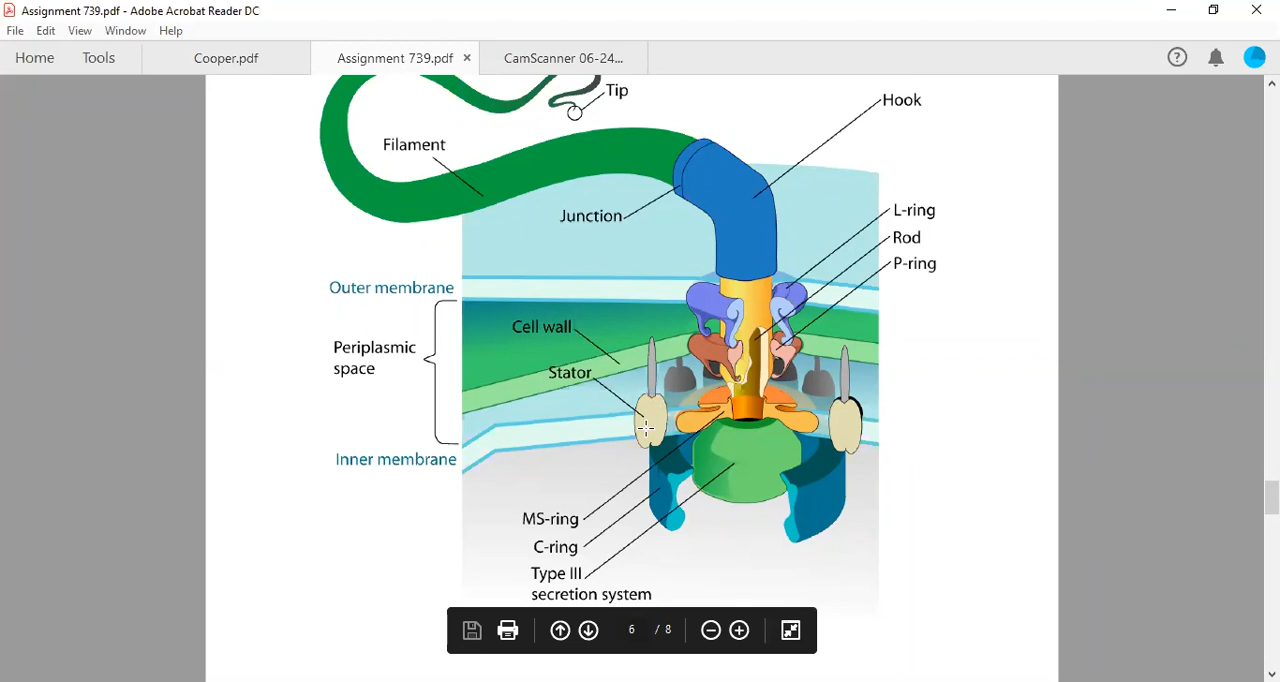 Assignment 739.pdf - Adobe Acrobat Reader DC
File Edit View Window Help
Home Tools Cooper.pdf Assignment 739.pdf × CamScanner 06-24...
Tip
Hook
Filament
L-ring
Junction
Rod
P-ring
Outer membrane
Cell wall
Periplasmic
space
Stator
Inner membrane
MS-ring
C-ring
Type III
secretion system
6 / 8